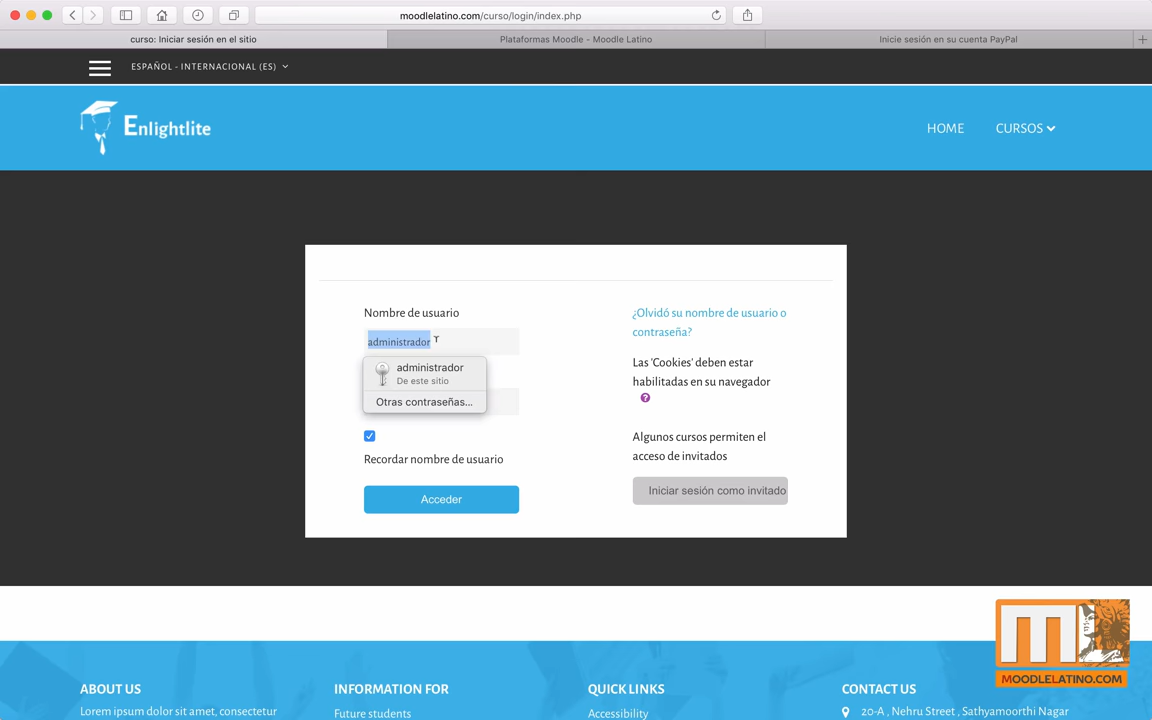 moodlelatino.com/curso/login/index.php
curso: Iniciar sesión en el sitio
Plataformas Moodle - Moodle Latino
Inicie sesión en su cuenta PayPal
ESPAÑOL - INTERNACIONAL (ES)
Enlightlite
HOME
CURSOS
Nombre de usuario
administrador
administrador
De este sitio
Otras contraseñas...
Recordar nombre de usuario
Acceder
¿Olvidó su nombre de usuario o
contraseña?
Las 'Cookies' deben estar
habilitadas en su navegador
?
Algunos cursos permiten el
acceso de invitados
Iniciar sesión como invitado
M
MOODLELATINO.COM
ABOUT US
Lorem ipsum dolor sit amet, consectetur
INFORMATION FOR
Future students
QUICK LINKS
Accessibility
CONTACT US
20-A , Nehru Street , Sathyamoorthi Nagar